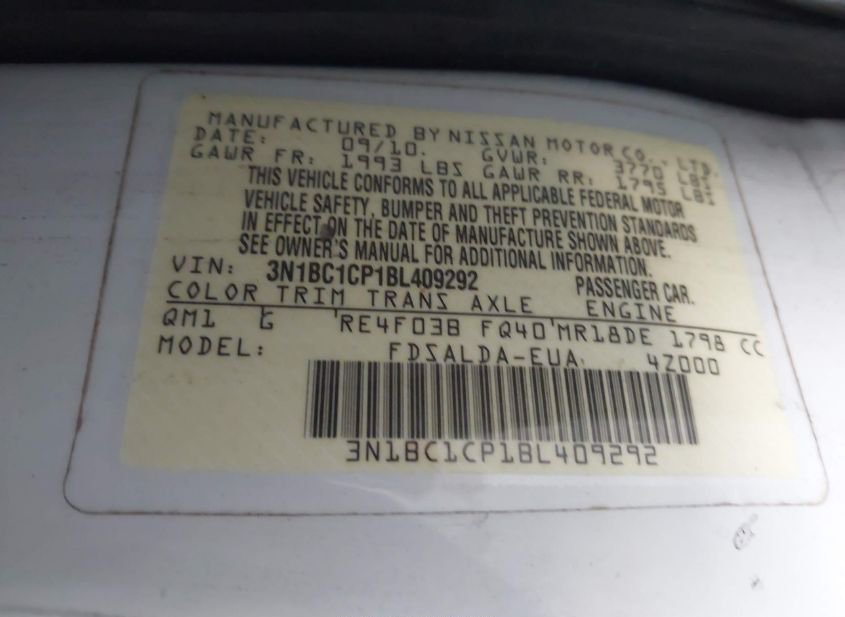 MANUFACTURED BY NISSAN MOTOR CO., LTD.
DATE: 09/10. GVWR: 3770 LBS
GAWR FR: 1993 LBS GAWR RR: 1795 LBS
THIS VEHICLE CONFORMS TO ALL APPLICABLE FEDERAL MOTOR
VEHICLE SAFETY, BUMPER AND THEFT PREVENTION STANDARDS
IN EFFECT ON THE DATE OF MANUFACTURE SHOWN ABOVE.
SEE OWNER'S MANUAL FOR ADDITIONAL INFORMATION.
VIN: 3N1BC1CP1BL409292 PASSENGER CAR.
COLOR TRIM TRANS AXLE ENGINE
QM1 G RE4F03B FQ40 MR18DE 1798 CC
MODEL: FDSALDA-EUA 4Z000
3N1BC1CP1BL409292